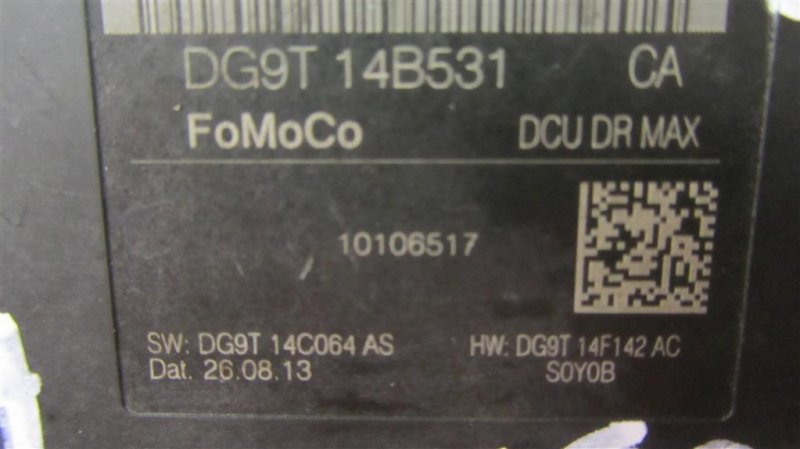 DG9T 14B531 CA
FoMoCo DCU DR MAX
10106517
SW: DG9T 14C064 AS HW: DG9T 14F142 AC
Dat. 26.08.13 S0Y0B